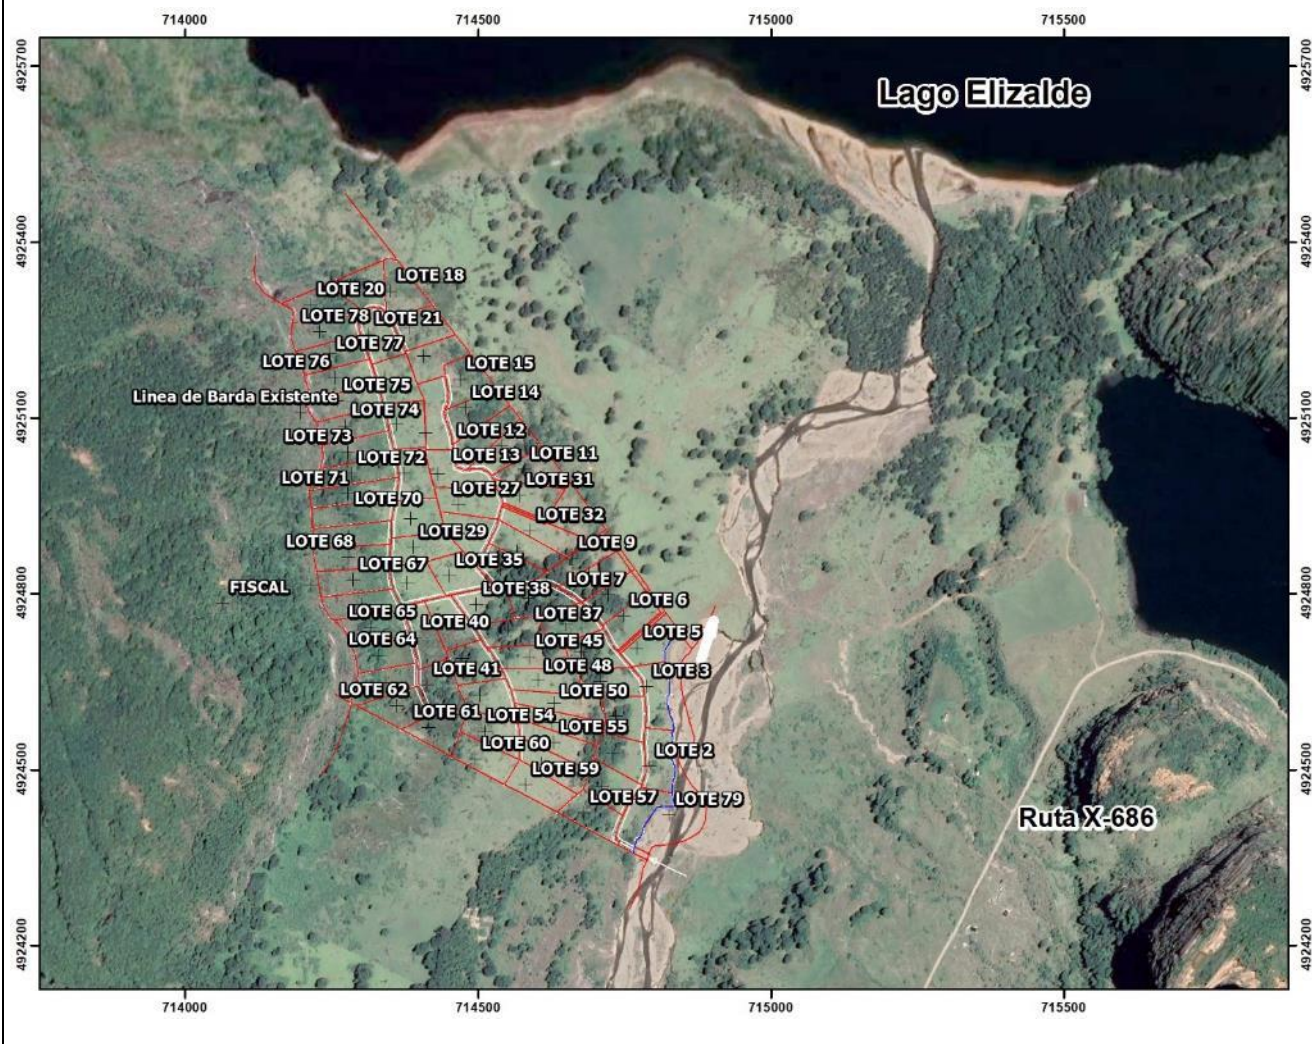 714000
714500
715000
715500
4925700
4925700
Lago Elizalde
4925400
4925400
LOTE 18
LOTE 20
LOTE 78
LOTE 21
LOTE 77
LOTE 76
LOTE 15
LOTE 75
LOTE 14
Linea de Barda Existente
LOTE 74
4925100
4925100
LOTE 12
LOTE 73
LOTE 13
LOTE 11
LOTE 72
LOTE 71
LOTE 31
LOTE 27
LOTE 70
LOTE 32
LOTE 29
LOTE 68
LOTE 9
LOTE 35
LOTE 67
LOTE 7
4924800
4924800
FISCAL
LOTE 38
LOTE 6
LOTE 65
LOTE 37
LOTE 40
LOTE 5
LOTE 64
LOTE 45
LOTE 48
LOTE 41
LOTE 3
LOTE 62
LOTE 50
LOTE 61
LOTE 54
LOTE 55
LOTE 60
LOTE 2
LOTE 59
4924500
4924500
LOTE 57
LOTE 79
Ruta X-686
4924200
4924200
714000
714500
715000
715500